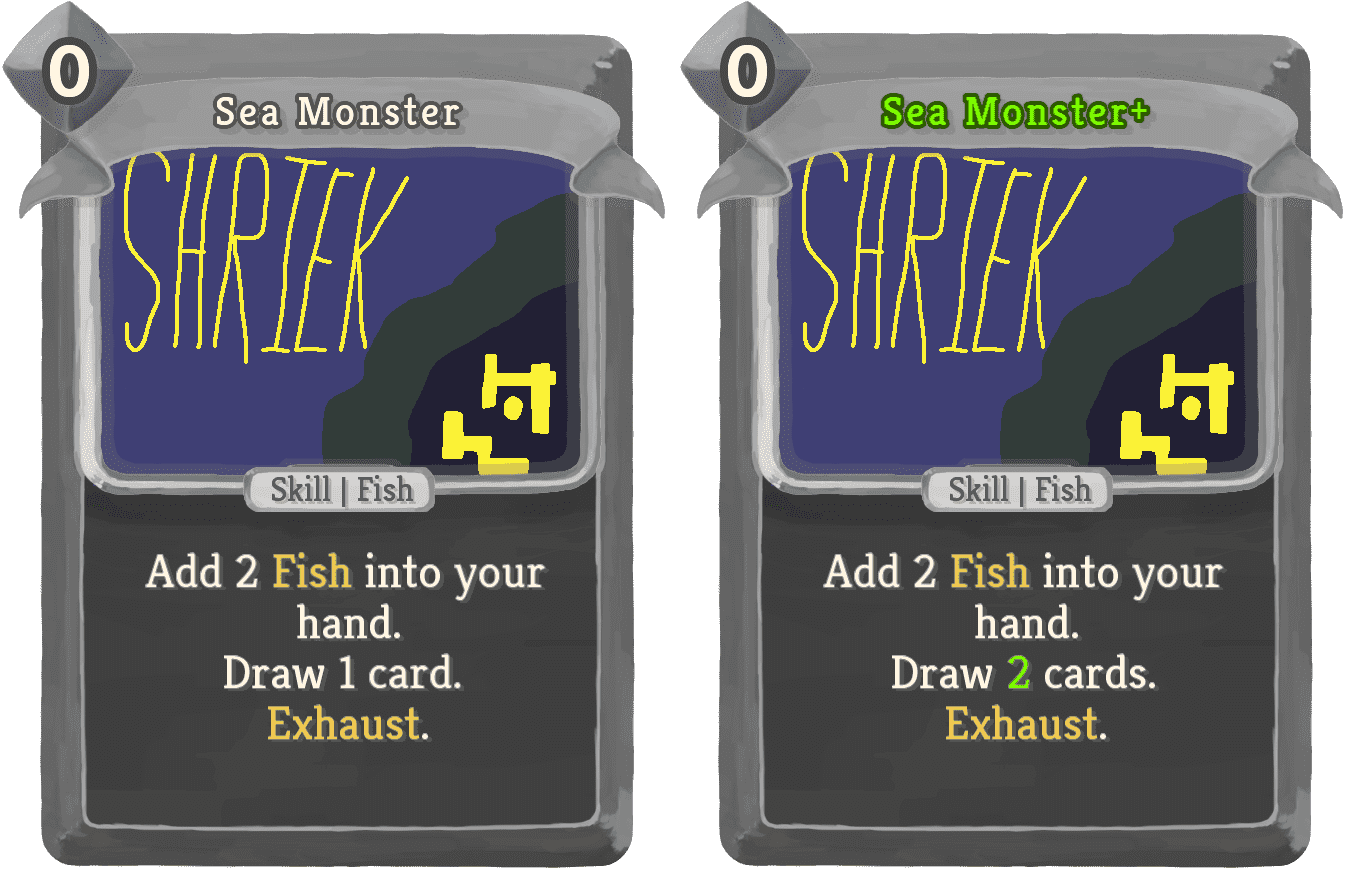 0
Sea Monster
SHRIEK
Skill | Fish
Add 2 Fish into your
hand.
Draw 1 card.
Exhaust.
0
Sea Monster+
SHRIEK
Skill | Fish
Add 2 Fish into your
hand.
Draw 2 cards.
Exhaust.